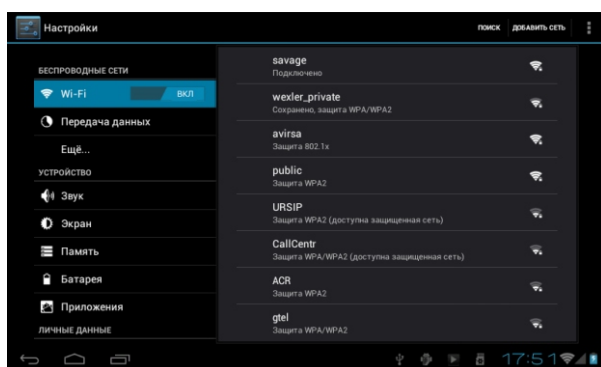 Настройки
ПОИСК
ДОБАВИТЬ СЕТЬ
БЕСПРОВОДНЫЕ СЕТИ
Wi-Fi
ВКЛ
Передача данных
Ещё...
УСТРОЙСТВО
Звук
Экран
Память
Батарея
Приложения
ЛИЧНЫЕ ДАННЫЕ
savage
Подключено
wexler_private
Сохранено, защита WPA/WPA2
avirsa
Защита 802.1x
public
Защита WPA2
URSIP
Защита WPA2 (доступна защищенная сеть)
CallCentr
Защита WPA/WPA2 (доступна защищенная сеть)
ACR
Защита WPA2
gtel
Защита WPA/WPA2
17:51